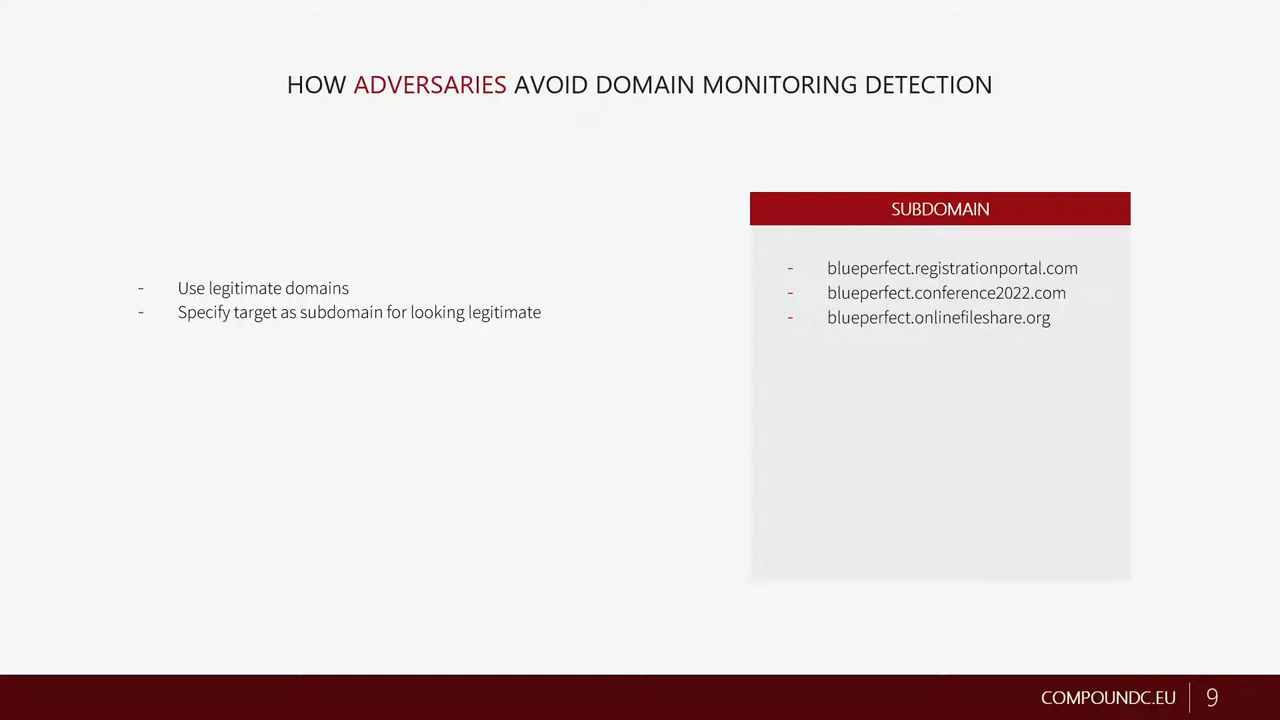 HOW ADVERSARIES AVOID DOMAIN MONITORING DETECTION
- Use legitimate domains
- Specify target as subdomain for looking legitimate
SUBDOMAIN
- blueperfect.registrationportal.com
- blueperfect.conference2022.com
- blueperfect.onlinefileshare.org
COMPOUNDC.EU 9